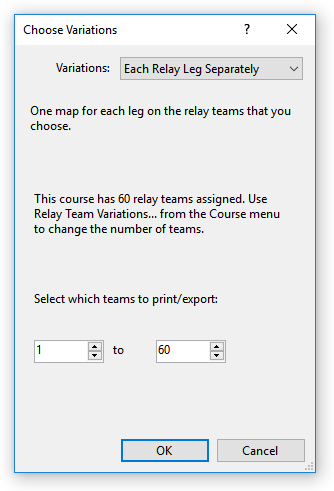 Choose Variations ?
Variations: Each Relay Leg Separately
One map for each leg on the relay teams that you
choose.
This course has 60 relay teams assigned. Use
Relay Team Variations... from the Course menu
to change the number of teams.
Select which teams to print/export:
1 to 60
OK Cancel